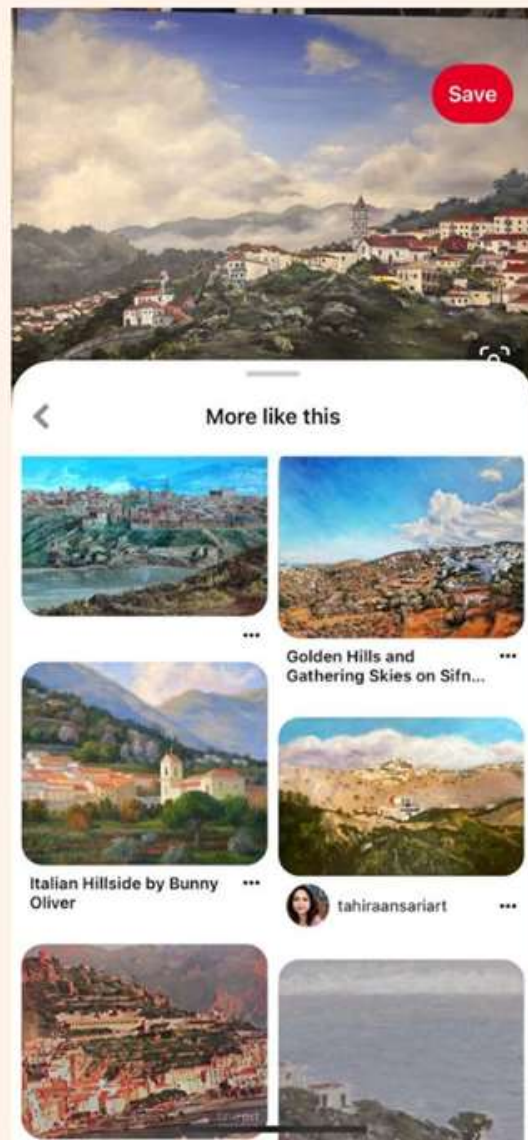 Save
More like this
Golden Hills and
Gathering Skies on Sifn...
Italian Hillside by Bunny
Oliver
tahiraansariart